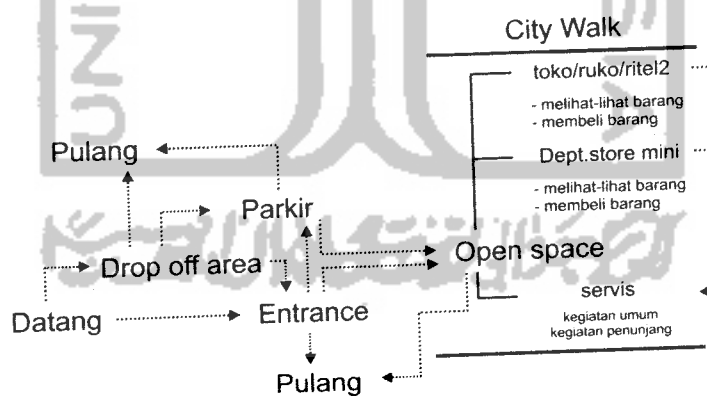 City Walk
toko/ruko/ritel2
- melihat-lihat barang
- membeli barang
Pulang
Dept.store mini
- melihat-lihat barang
- membeli barang
Parkir
Open space
Drop off area
servis
Datang
Entrance
kegiatan umum
kegiatan penunjang
Pulang